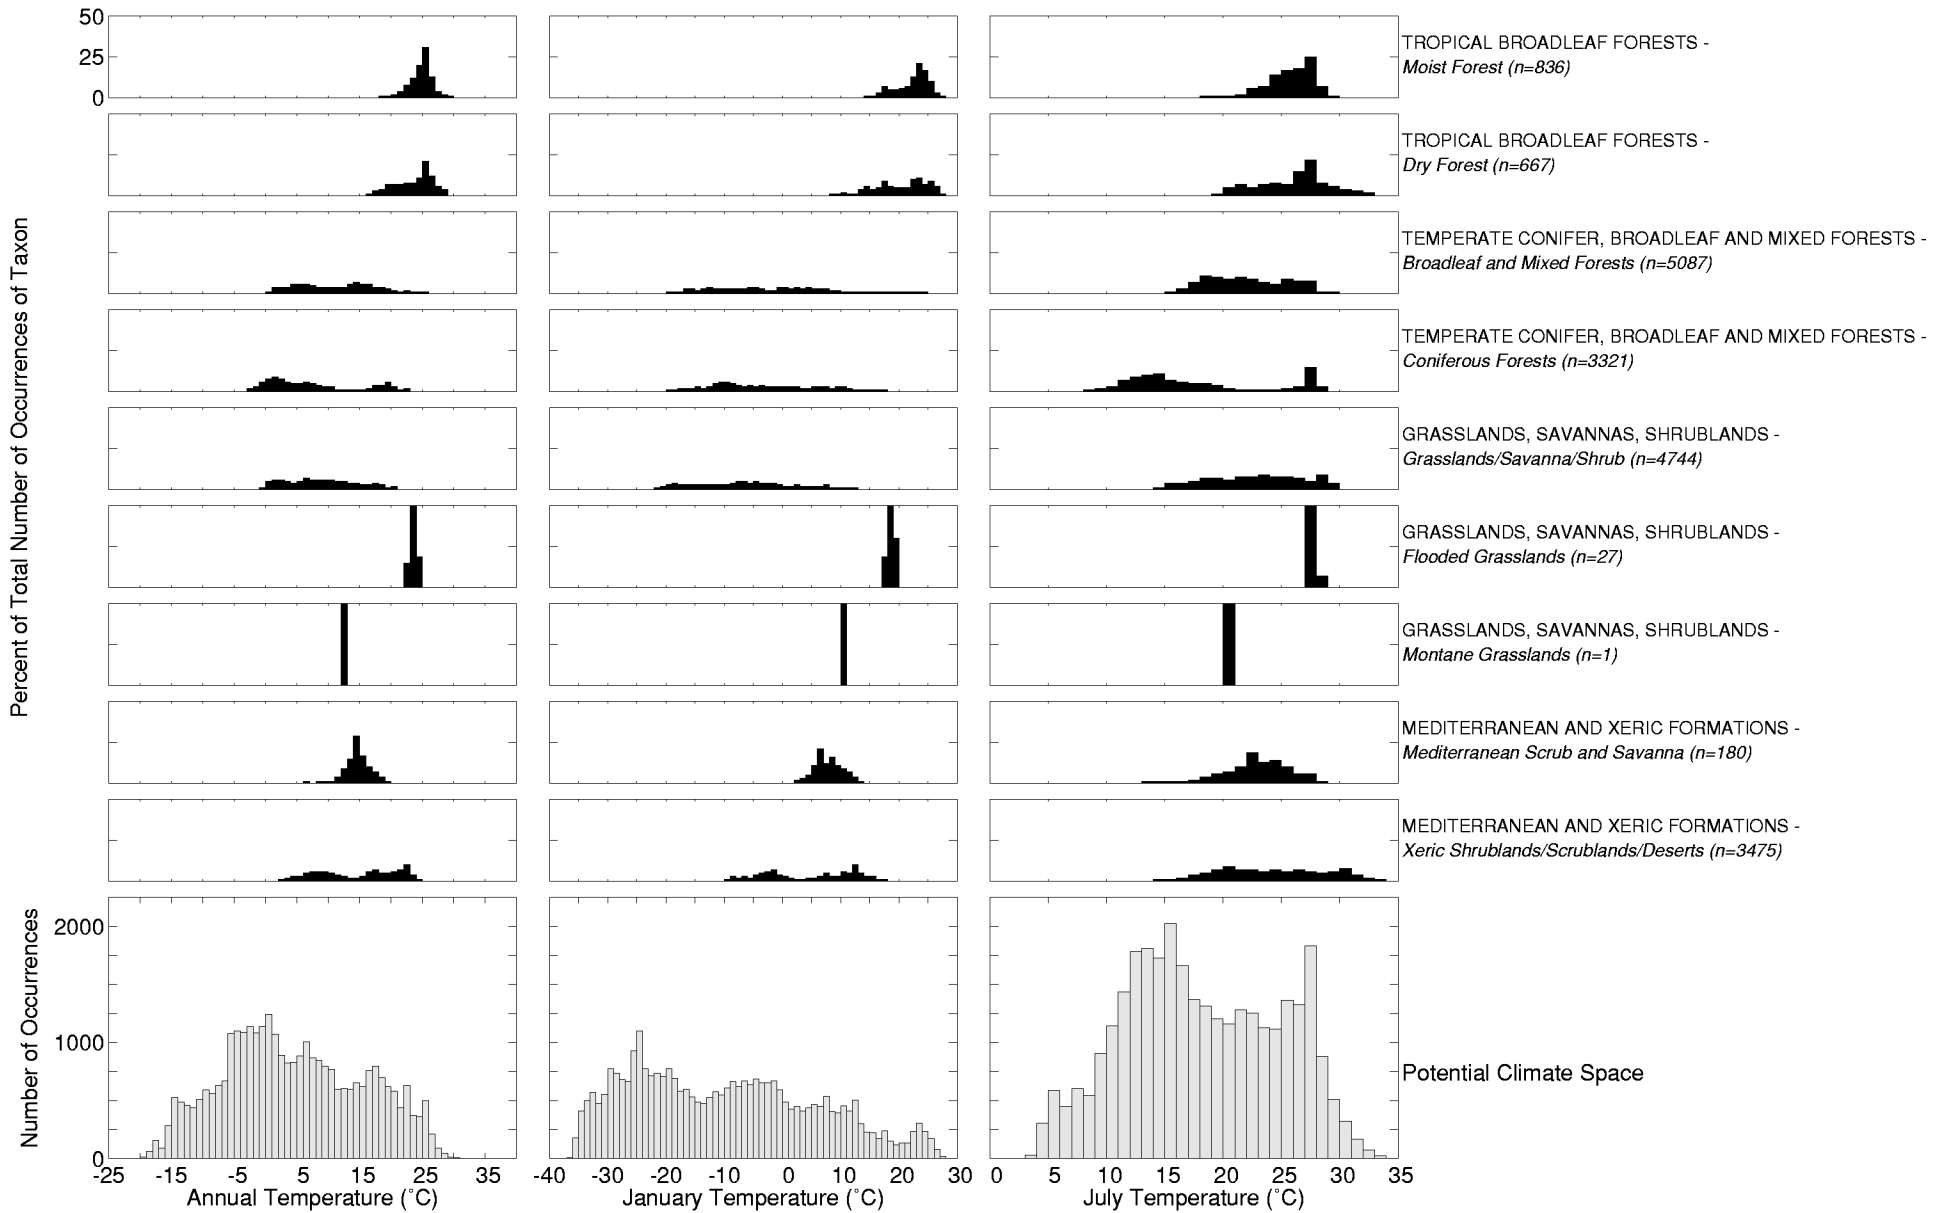 50
25
0
TROPICAL BROADLEAF FORESTS -
Moist Forest (n=836)
TROPICAL BROADLEAF FORESTS -
Dry Forest (n=667)
TEMPERATE CONIFER, BROADLEAF AND MIXED FORESTS -
Broadleaf and Mixed Forests (n=5087)
TEMPERATE CONIFER, BROADLEAF AND MIXED FORESTS -
Coniferous Forests (n=3321)
GRASSLANDS, SAVANNAS, SHRUBLANDS -
Grasslands/Savanna/Shrub (n=4744)
GRASSLANDS, SAVANNAS, SHRUBLANDS -
Flooded Grasslands (n=27)
GRASSLANDS, SAVANNAS, SHRUBLANDS -
Montane Grasslands (n=1)
MEDITERRANEAN AND XERIC FORMATIONS -
Mediterranean Scrub and Savanna (n=180)
MEDITERRANEAN AND XERIC FORMATIONS -
Xeric Shrublands/Scrublands/Deserts (n=3475)
Percent of Total Number of Occurrences of Taxon
Number of Occurrences
2000
1000
0
Potential Climate Space
-25 -15 -5 5 15 25 35
-40 -30 -20 -10 0 10 20 30
0 5 10 15 20 25 30 35
Annual Temperature (°C)
January Temperature (°C)
July Temperature (°C)